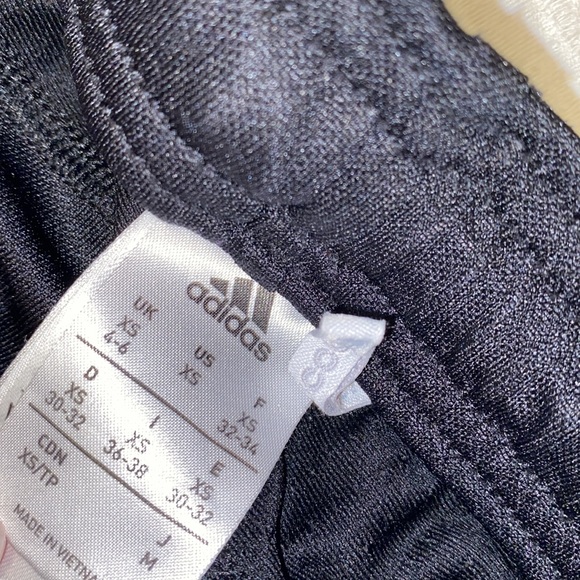 adidas
UK US F
XS XS XS
4-6 32-34
D I E
XS XS XS
30-32 36-38 30-32
CDN J
XS/TP M
MADE IN VIETNA